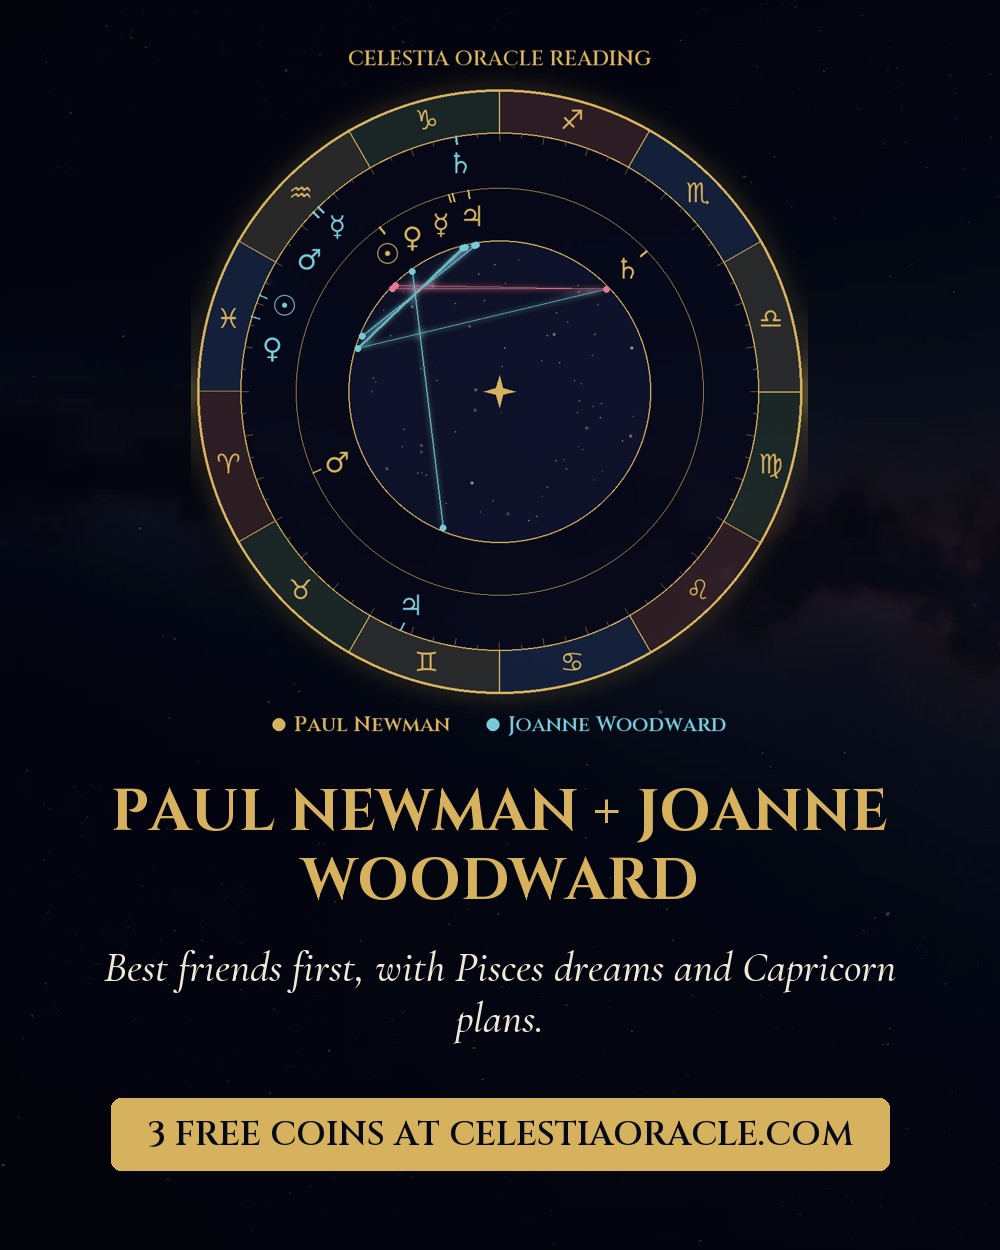 CELESTIA ORACLE READING
♑ ♐
♒ ♏
♄
☿ ☉ ♀ ☿ ♃
♂ ♄
☉
♓ ♎
♀
♈ ♂ ♍
♉ ♃ ♌
♊ ♋
PAUL NEWMAN JOANNE WOODWARD
PAUL NEWMAN + JOANNE
WOODWARD
Best friends first, with Pisces dreams and Capricorn
plans.
3 FREE COINS AT CELESTIAORACLE.COM